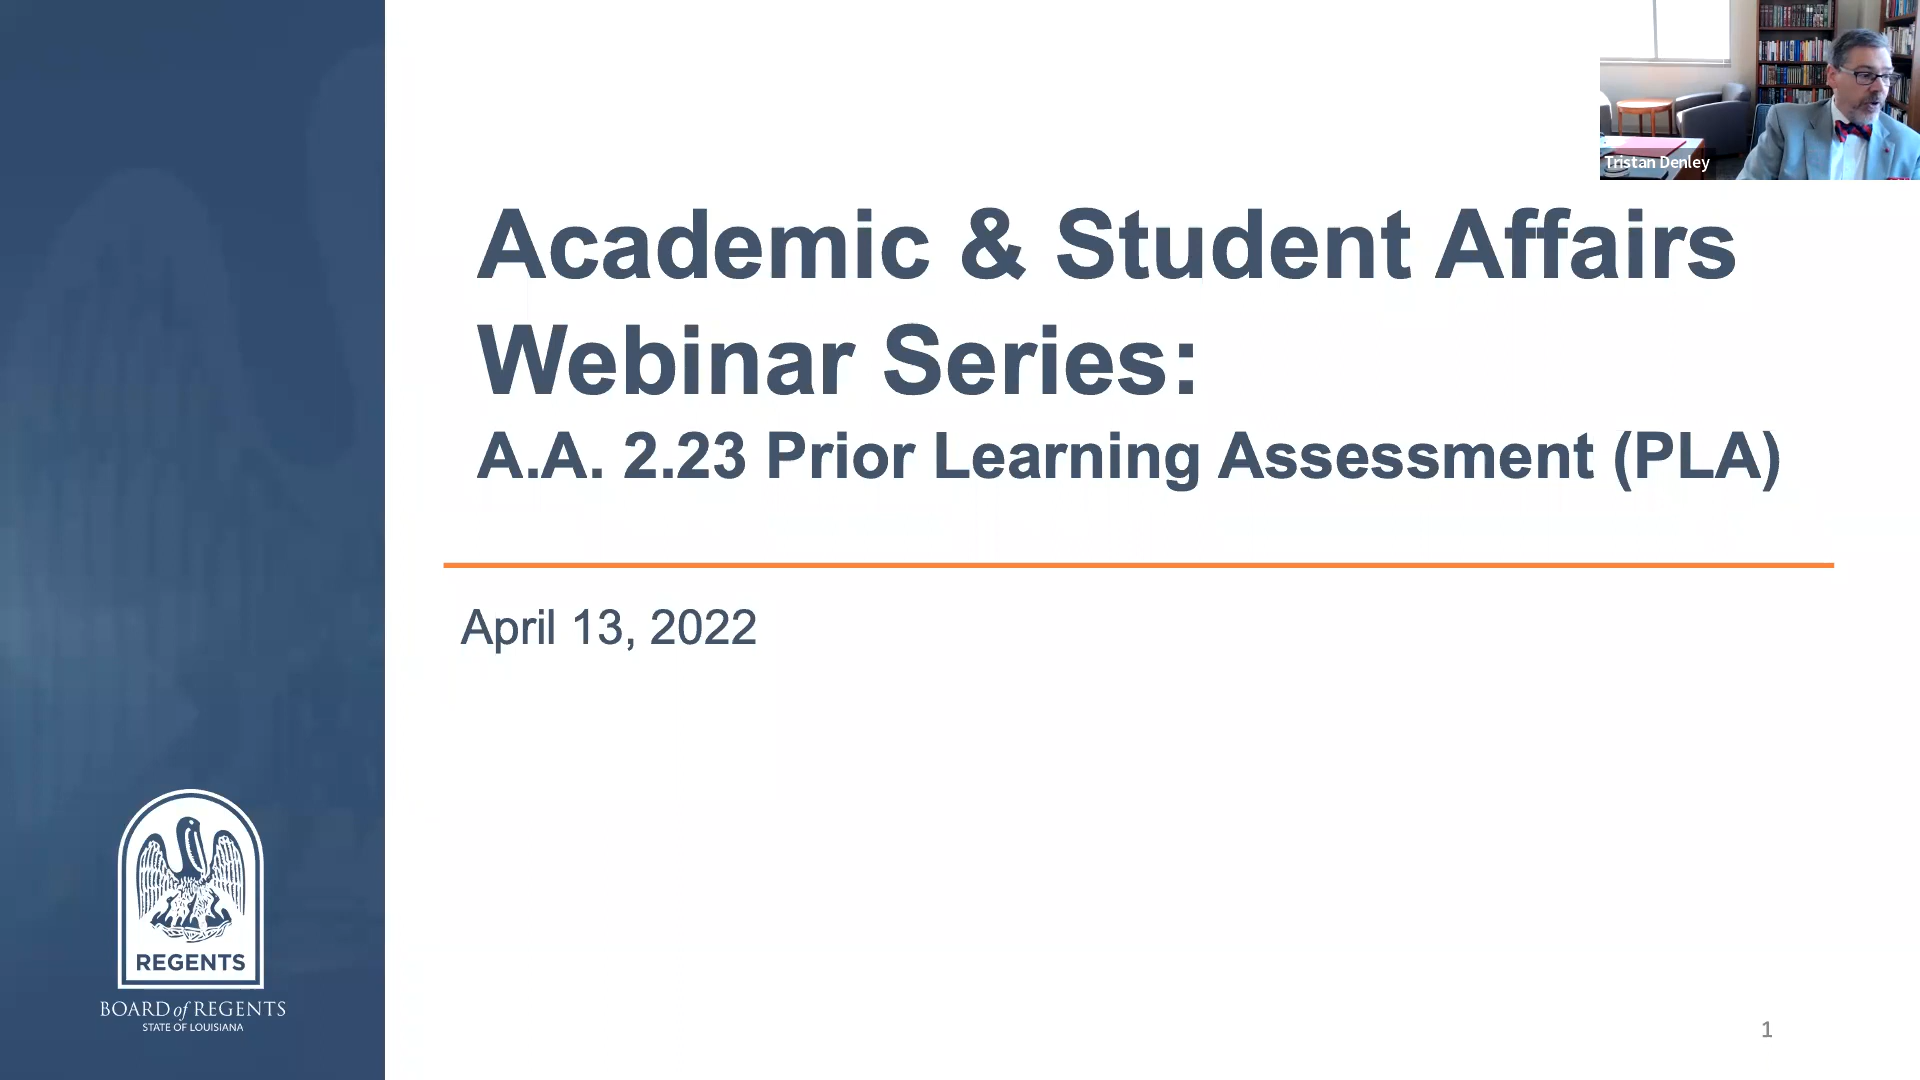 Tristan Denley
Academic & Student Affairs
Webinar Series:
A.A. 2.23 Prior Learning Assessment (PLA)
April 13, 2022
REGENTS
BOARD of REGENTS
STATE OF LOUISIANA
1